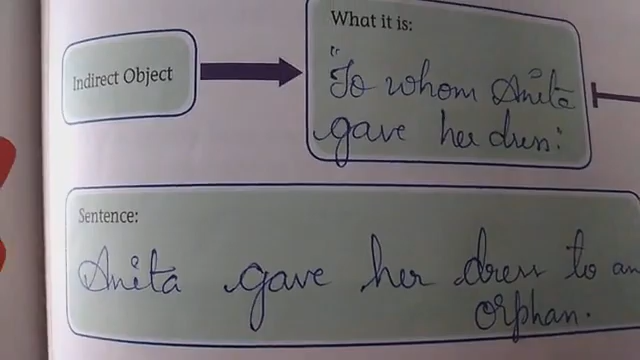 What it is:
Indirect Object
"To whom Anita
gave her dress:
Sentence:
Anita gave her dress to an
orphan.